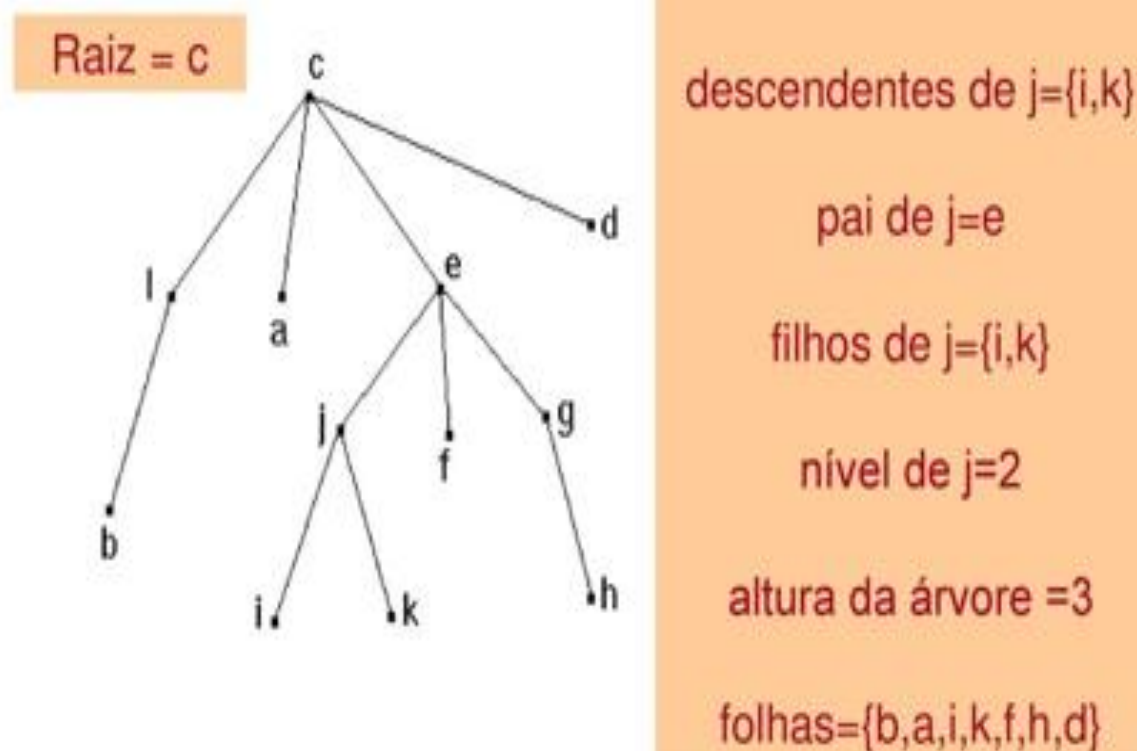 Raiz = c
c
d
l
a
e
j
f
g
b
i
k
h
descendentes de j={i,k}
pai de j=e
filhos de j={i,k}
nível de j=2
altura da árvore =3
folhas={b,a,i,k,f,h,d}